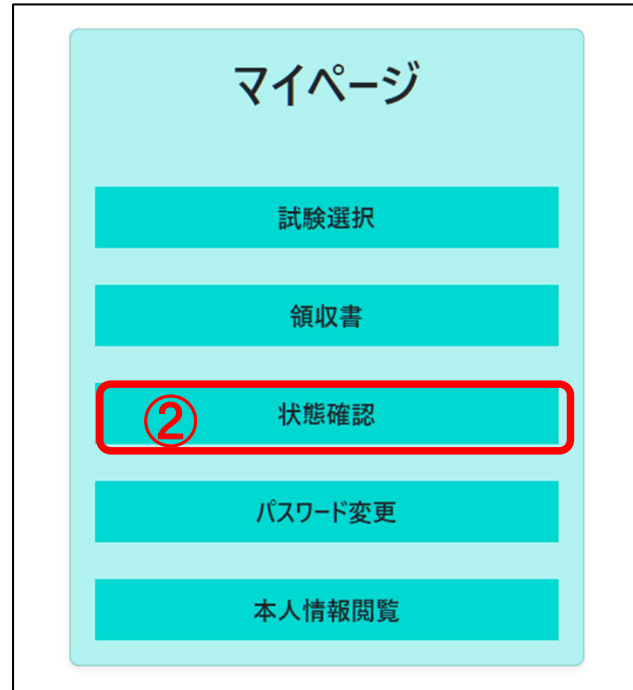 マイページ
試験選択
領収書
② 状態確認
パスワード変更
本人情報閲覧